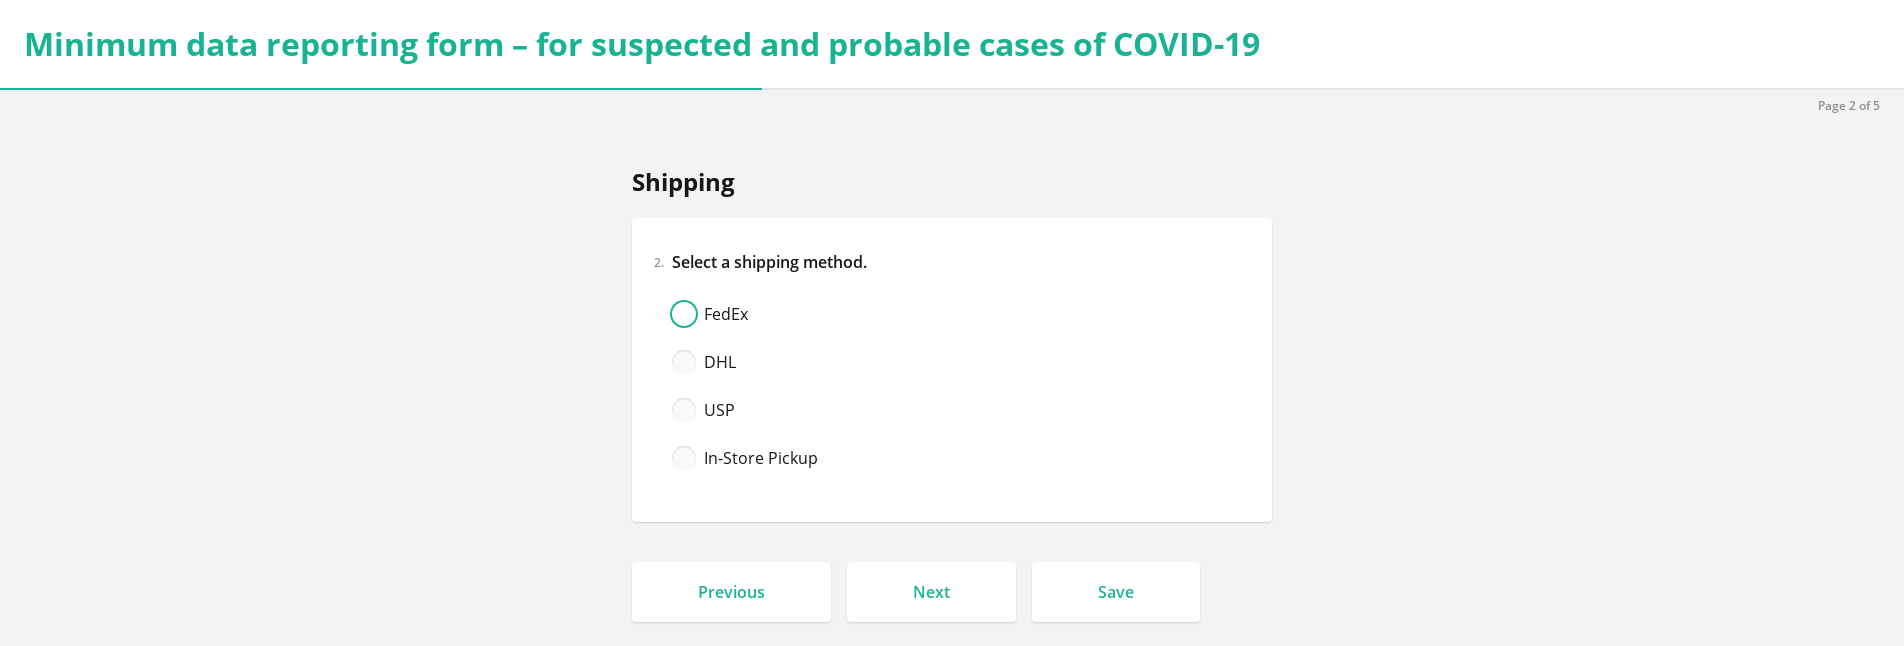 Minimum data reporting form – for suspected and probable cases of COVID-19
Page 2 of 5
Shipping
2. Select a shipping method.
FedEx
DHL
USP
In-Store Pickup
Previous Next Save